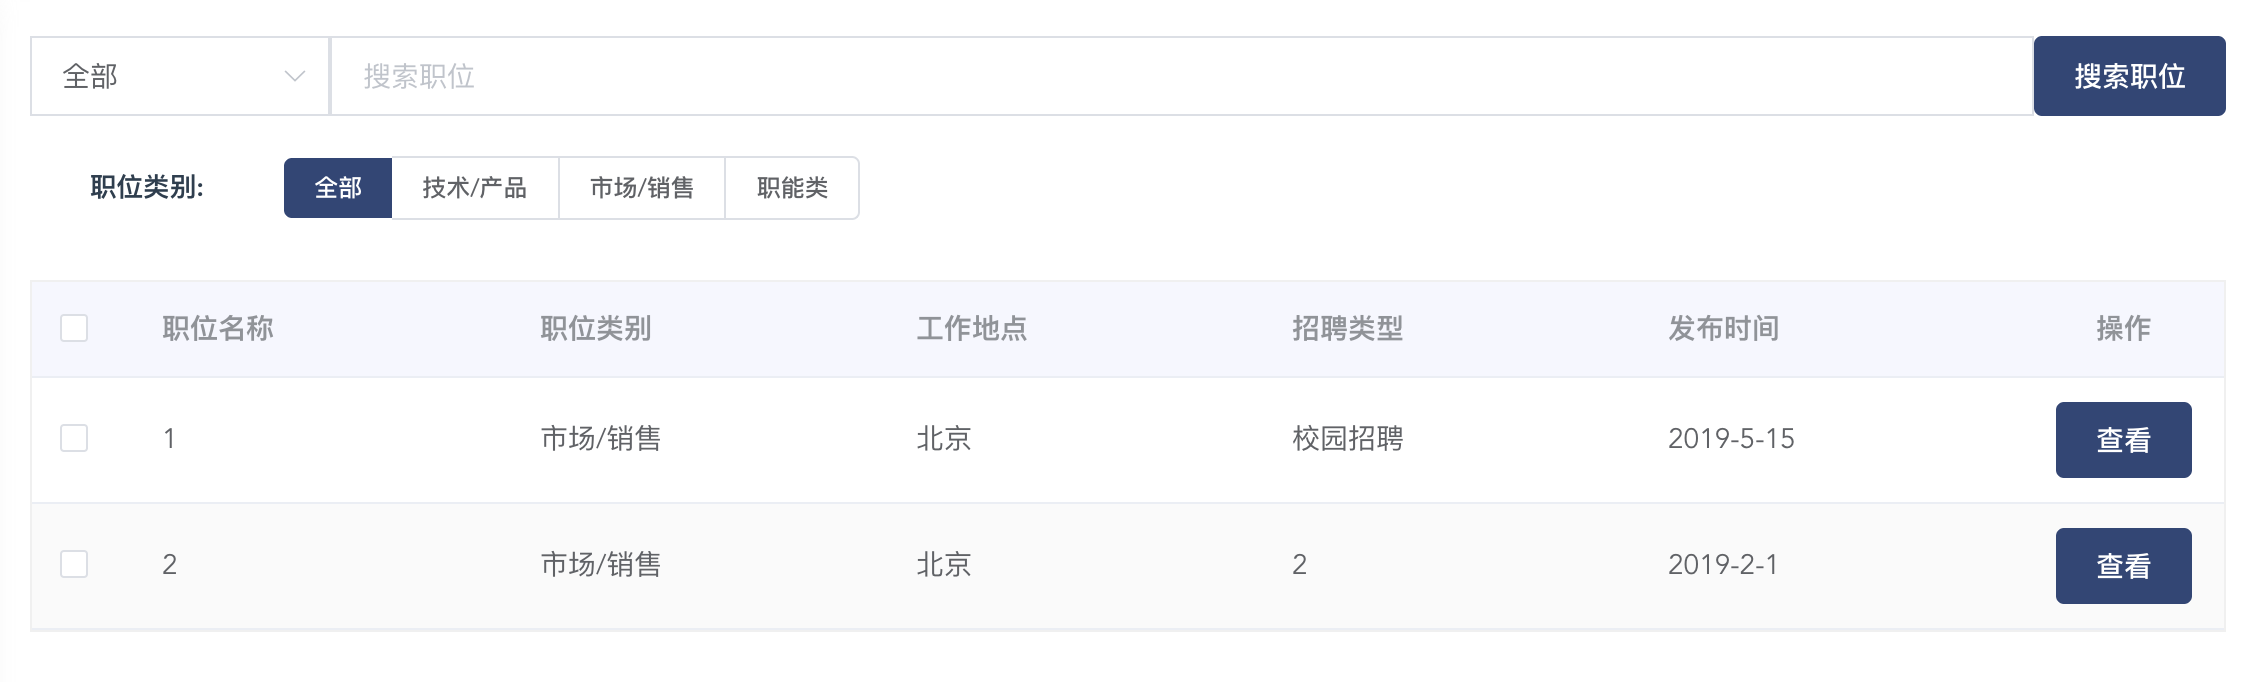 全部 搜索职位 搜索职位
职位类别: 全部 技术/产品 市场/销售 职能类
职位名称 职位类别 工作地点 招聘类型 发布时间 操作
1 市场/销售 北京 校园招聘 2019-5-15 查看
2 市场/销售 北京 2 2019-2-1 查看